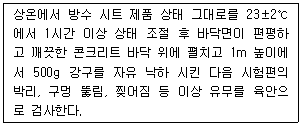 상온에서 방수 시트 제품 상태 그대로를 23±2℃
에서 1시간 이상 상태 조절 후 바닥면이 편평하
고 깨끗한 콘크리트 바닥 위에 펼치고 1m 높이에
서 500g 강구를 자유 낙하 시킨 다음 시험편의
박리, 구멍 뚫림, 찢어짐 등 이상 유무를 육안으
로 검사한다.